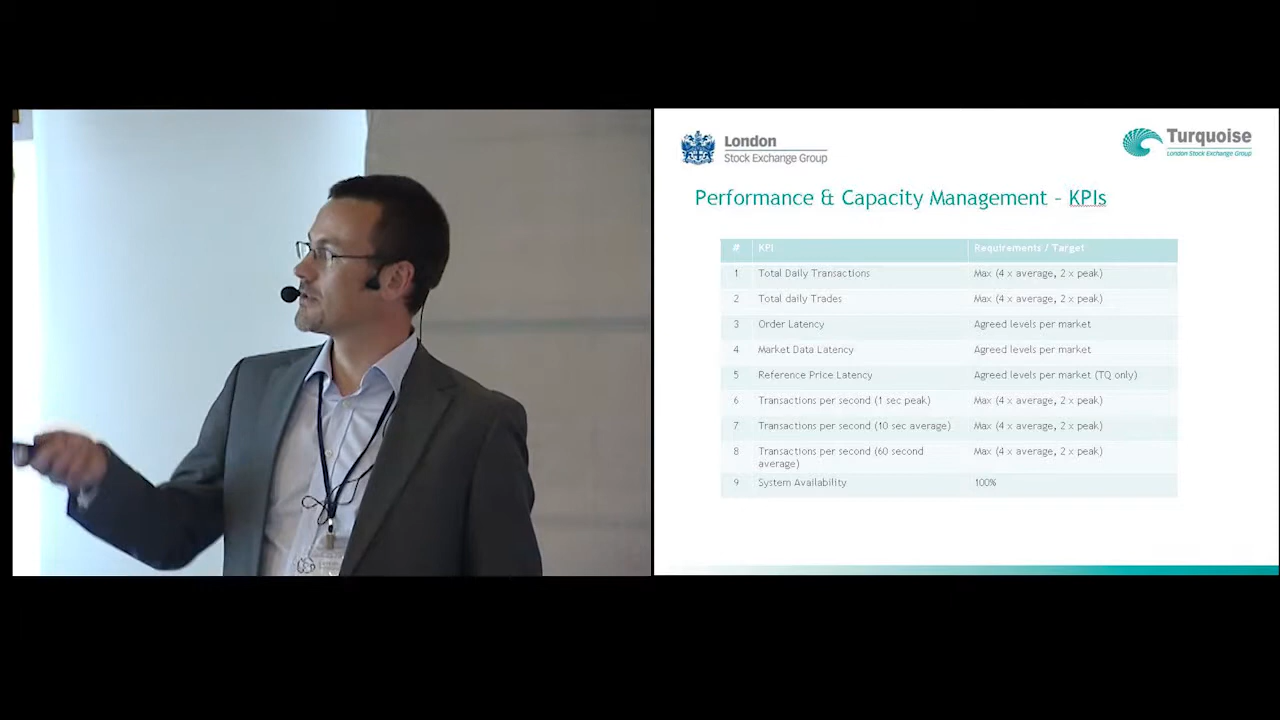 London
Stock Exchange Group
Turquoise
London Stock Exchange Group
Performance & Capacity Management - KPIs
# KPI Requirements / Target
1 Total Daily Transactions Max (4 x average, 2 x peak)
2 Total daily Trades Max (4 x average, 2 x peak)
3 Order Latency Agreed levels per market
4 Market Data Latency Agreed levels per market
5 Reference Price Latency Agreed levels per market (TQ only)
6 Transactions per second (1 sec peak) Max (4 x average, 2 x peak)
7 Transactions per second (10 sec average) Max (4 x average, 2 x peak)
8 Transactions per second (60 second Max (4 x average, 2 x peak)
average)
9 System Availability 100%